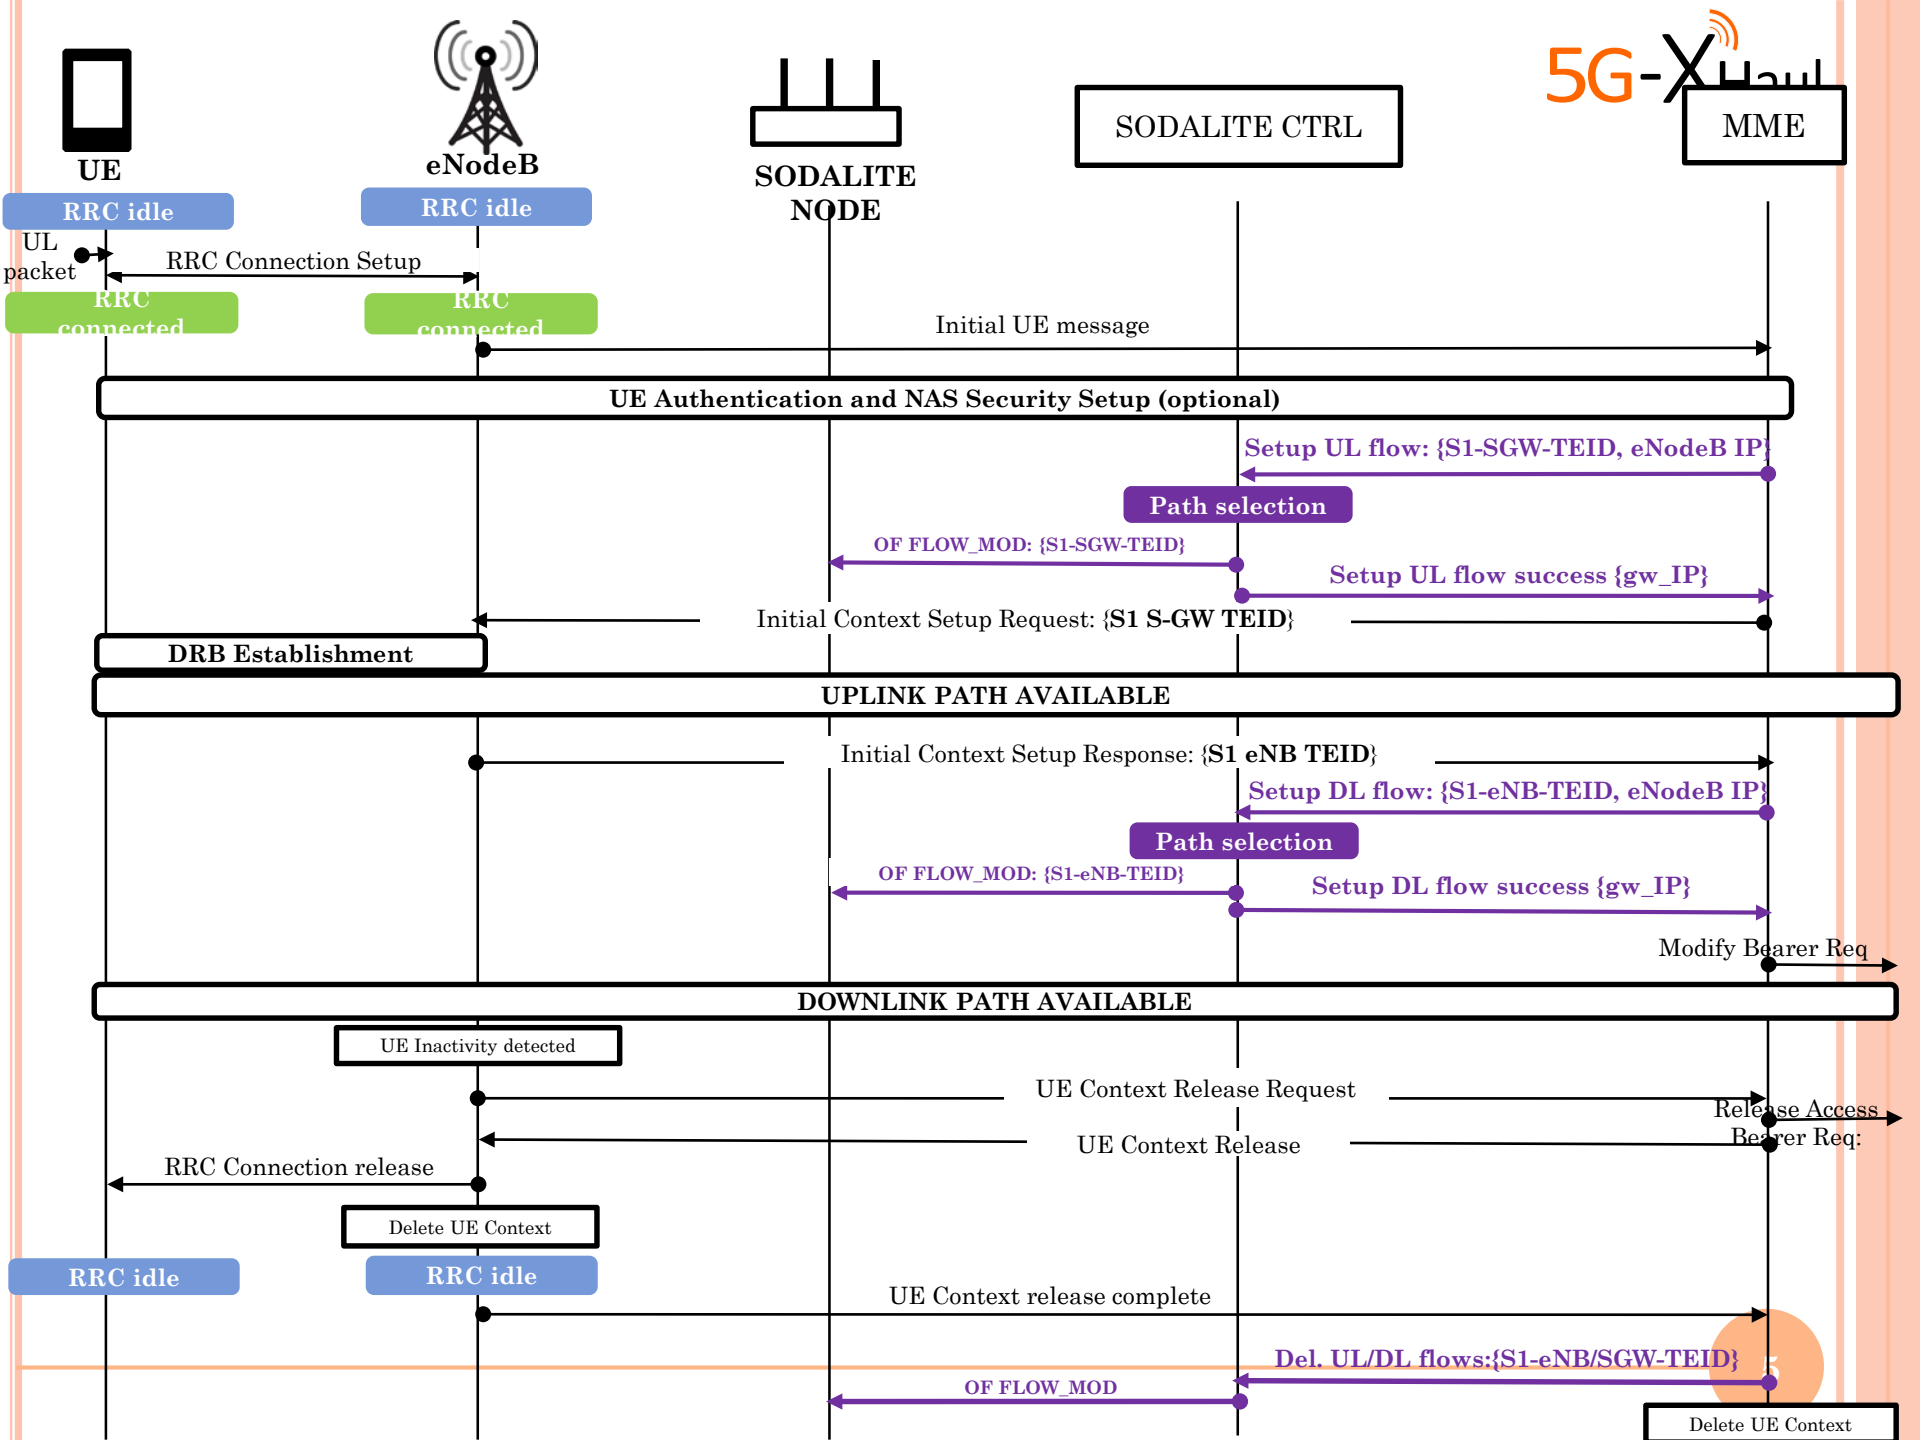 5G-XHaul
SODALITE CTRL
MME
UE
eNodeB
SODALITE
NODE
RRC idle
RRC idle
UL
packet
RRC Connection Setup
RRC
connected
RRC
connected
Initial UE message
UE Authentication and NAS Security Setup (optional)
Setup UL flow: {S1-SGW-TEID, eNodeB IP}
Path selection
OF FLOW_MOD: {S1-SGW-TEID}
Setup UL flow success {gw_IP}
Initial Context Setup Request: {S1 S-GW TEID}
DRB Establishment
UPLINK PATH AVAILABLE
Initial Context Setup Response: {S1 eNB TEID}
Setup DL flow: {S1-eNB-TEID, eNodeB IP}
Path selection
OF FLOW_MOD: {S1-eNB-TEID}
Setup DL flow success {gw_IP}
Modify Bearer Req
DOWNLINK PATH AVAILABLE
UE Inactivity detected
UE Context Release Request
Release Access
Bearer Req:
UE Context Release
RRC Connection release
Delete UE Context
RRC idle
RRC idle
UE Context release complete
Del. UL/DL flows:{S1-eNB/SGW-TEID}
5
OF FLOW_MOD
Delete UE Context